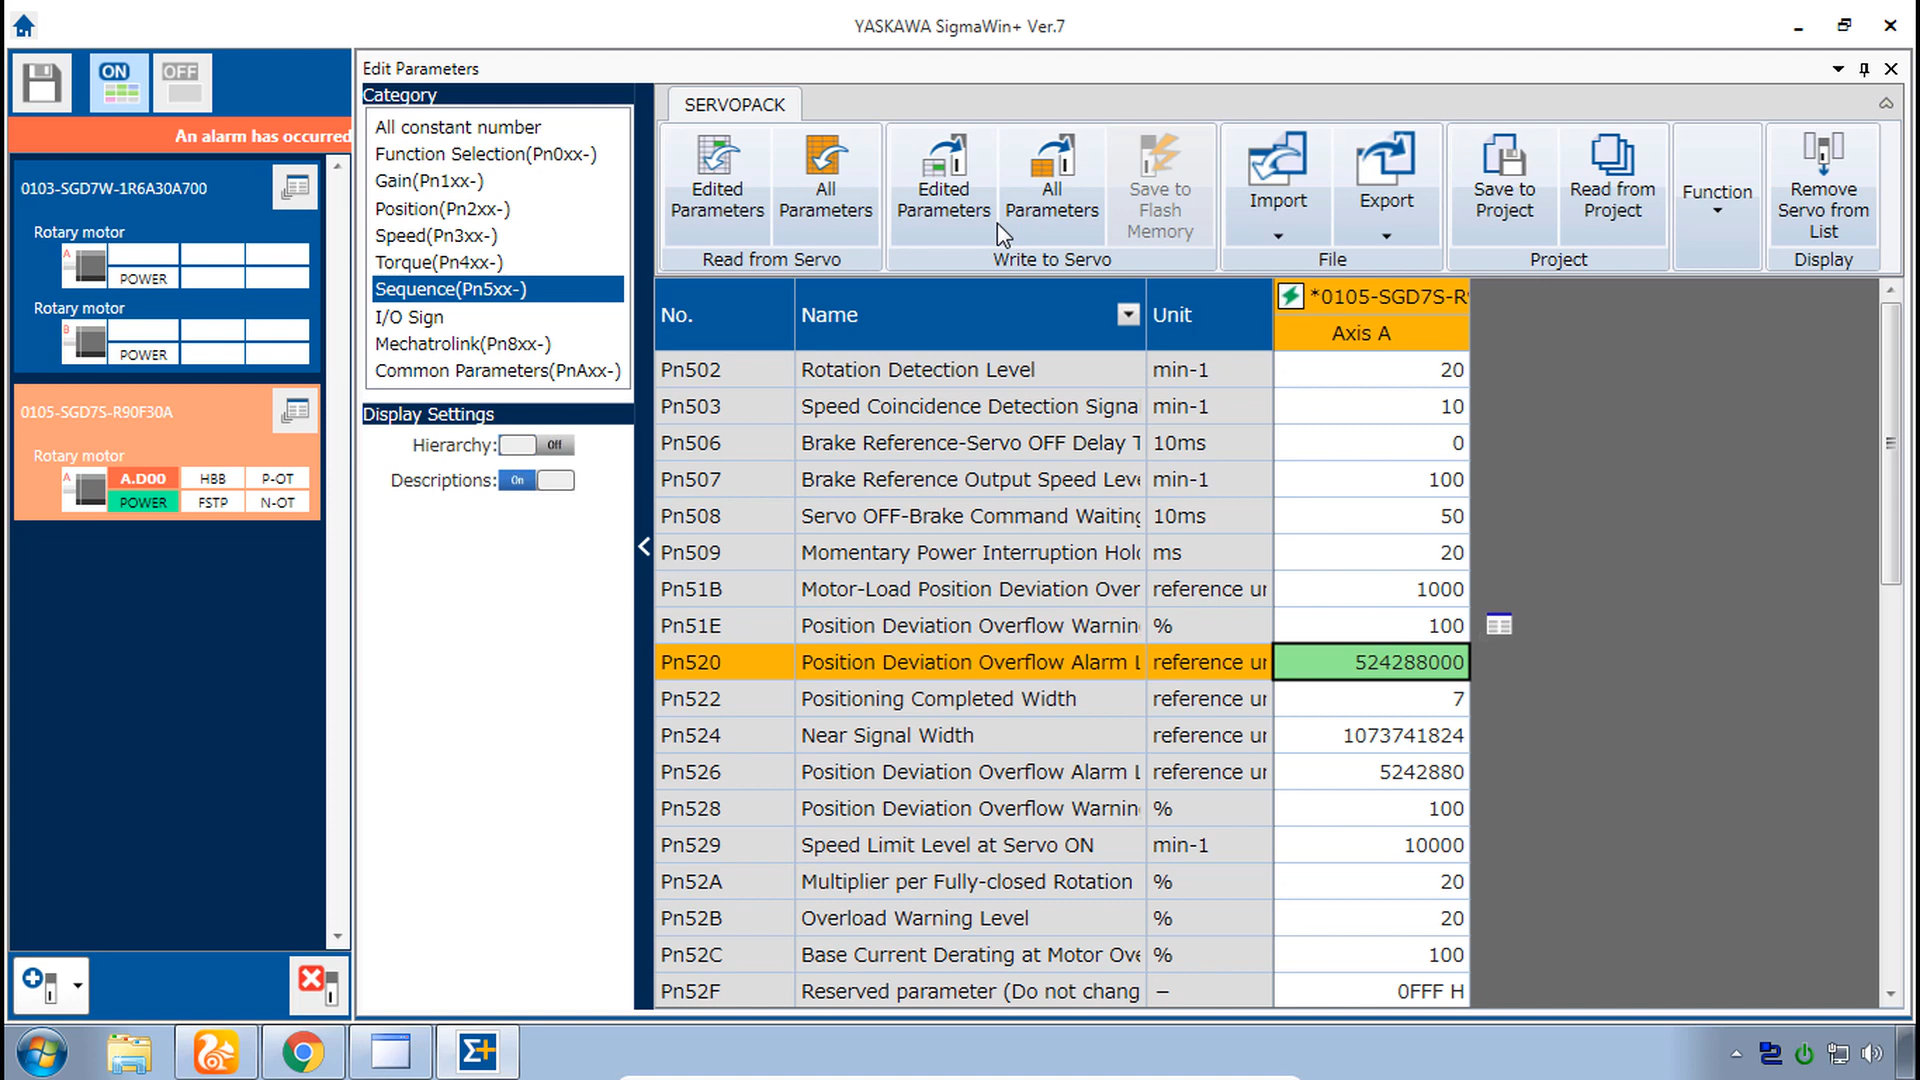 YASKAWA SigmaWin+ Ver.7
ON
OFF
An alarm has occurred
0103-SGD7W-1R6A30A700
Rotary motor
A
POWER
Rotary motor
B
POWER
0105-SGD7S-R90F30A
Rotary motor
A
A.D00 HBB P-OT
POWER FSTP N-OT
Edit Parameters
Category
All constant number
Function Selection(Pn0xx-)
Gain(Pn1xx-)
Position(Pn2xx-)
Speed(Pn3xx-)
Torque(Pn4xx-)
Sequence(Pn5xx-)
I/O Sign
Mechatrolink(Pn8xx-)
Common Parameters(PnAxx-)
Display Settings
Hierarchy: Off
Descriptions: On
SERVOPACK
Edited Parameters
All Parameters
Read from Servo
Edited Parameters
All Parameters
Save to Flash Memory
Write to Servo
Import
Export
File
Save to Project
Read from Project
Project
Function
Remove Servo from List
Display
No. Name Unit *0105-SGD7S-R9
Axis A
Pn502 Rotation Detection Level min-1 20
Pn503 Speed Coincidence Detection Signa min-1 10
Pn506 Brake Reference-Servo OFF Delay T 10ms 0
Pn507 Brake Reference Output Speed Leve min-1 100
Pn508 Servo OFF-Brake Command Waiting 10ms 50
Pn509 Momentary Power Interruption Hold ms 20
Pn51B Motor-Load Position Deviation Over reference un 1000
Pn51E Position Deviation Overflow Warnin % 100
Pn520 Position Deviation Overflow Alarm L reference un 524288000
Pn522 Positioning Completed Width reference un 7
Pn524 Near Signal Width reference un 1073741824
Pn526 Position Deviation Overflow Alarm L reference un 5242880
Pn528 Position Deviation Overflow Warnin % 100
Pn529 Speed Limit Level at Servo ON min-1 10000
Pn52A Multiplier per Fully-closed Rotation % 20
Pn52B Overload Warning Level % 20
Pn52C Base Current Derating at Motor Ove % 100
Pn52F Reserved parameter (Do not chang – 0FFF H